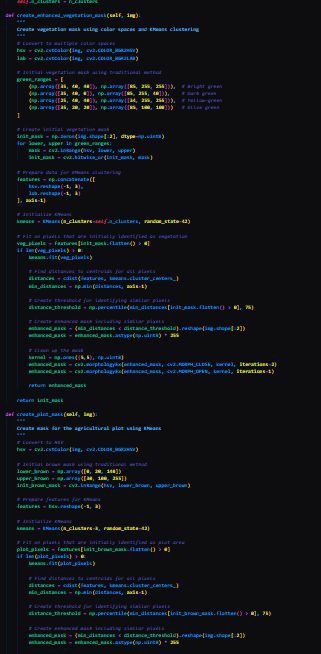 self.n_clusters = n_clusters
def create_enhanced_vegetation_mask(self, img):
"""
Create vegetation mask using color spaces and KMeans clustering
"""
# Convert to multiple color spaces
hsv = cv2.cvtColor(img, cv2.COLOR_BGR2HSV)
lab = cv2.cvtColor(img, cv2.COLOR_BGR2LAB)
# Initial vegetation mask using traditional method
green_ranges = [
(np.array([35, 40, 40]), np.array([85, 255, 255])), # Bright green
(np.array([25, 40, 40]), np.array([85, 255, 40])), # Dark green
(np.array([25, 40, 40]), np.array([34, 255, 255])), # Yellow-green
(np.array([35, 20, 20]), np.array([85, 100, 100])) # Olive green
]
# Create initial vegetation mask
init_mask = np.zeros(img.shape[:2], dtype=np.uint8)
for lower, upper in green_ranges:
mask = cv2.inRange(hsv, lower, upper)
init_mask = cv2.bitwise_or(init_mask, mask)
# Prepare data for KMeans clustering
features = np.concatenate([
hsv.reshape(-1, 3),
lab.reshape(-1, 3)
], axis=1)
# Initialize KMeans
kmeans = KMeans(n_clusters=self.n_clusters, random_state=42)
# Fit on pixels that are initially identified as vegetation
veg_pixels = features[init_mask.flatten() > 0]
if len(veg_pixels) > 0:
kmeans.fit(veg_pixels)
# Find distances to centroids for all pixels
distances = cdist(features, kmeans.cluster_centers_)
min_distances = np.min(distances, axis=1)
# Create threshold for identifying similar pixels
distance_threshold = np.percentile(min_distances[init_mask.flatten() > 0], 75)
# Create enhanced mask including similar pixels
enhanced_mask = (min_distances < distance_threshold).reshape(img.shape[:2])
enhanced_mask = enhanced_mask.astype(np.uint8) * 255
# Clean up the mask
kernel = np.ones((5,5), np.uint8)
enhanced_mask = cv2.morphologyEx(enhanced_mask, cv2.MORPH_CLOSE, kernel, iterations=2)
enhanced_mask = cv2.morphologyEx(enhanced_mask, cv2.MORPH_OPEN, kernel, iterations=1)
return enhanced_mask
return init_mask
def create_plot_mask(self, img):
"""
Create mask for the agricultural plot using KMeans
"""
# Convert to HSV
hsv = cv2.cvtColor(img, cv2.COLOR_BGR2HSV)
# Initial brown mask using traditional method
lower_brown = np.array([0, 20, 140])
upper_brown = np.array([30, 100, 255])
init_brown_mask = cv2.inRange(hsv, lower_brown, upper_brown)
# Prepare features for KMeans
features = hsv.reshape(-1, 3)
# Initialize KMeans
kmeans = KMeans(n_clusters=3, random_state=42)
# Fit on pixels that are initially identified as plot area
plot_pixels = features[init_brown_mask.flatten() > 0]
if len(plot_pixels) > 0:
kmeans.fit(plot_pixels)
# Find distances to centroids for all pixels
distances = cdist(features, kmeans.cluster_centers_)
min_distances = np.min(distances, axis=1)
# Create threshold for identifying similar pixels
distance_threshold = np.percentile(min_distances[init_brown_mask.flatten() > 0], 75)
# Create enhanced mask including similar pixels
enhanced_mask = (min_distances < distance_threshold).reshape(img.shape[:2])
enhanced_mask = enhanced_mask.astype(np.uint8) * 255